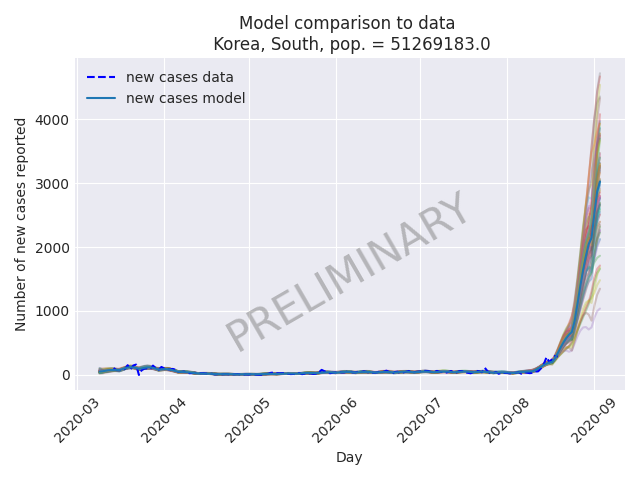 Model comparison to data
Korea, South, pop. = 51269183.0
new cases data
new cases model
Number of new cases reported
4000
3000
2000
1000
0
PRELIMINARY
2020-03
2020-04
2020-05
2020-06
2020-07
2020-08
2020-09
Day